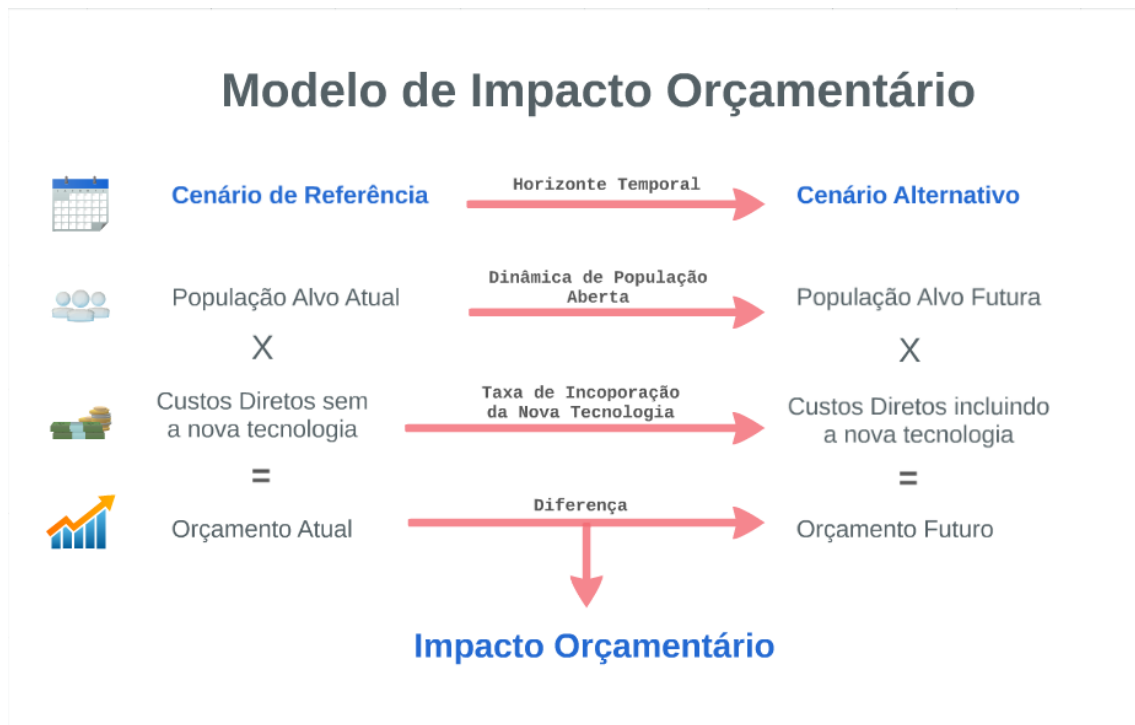 Modelo de Impacto Orçamentário
Cenário de Referência
Horizonte Temporal
Cenário Alternativo
População Alvo Atual
Dinâmica de População
Aberta
População Alvo Futura
X
X
Custos Diretos sem
a nova tecnologia
Taxa de Incoporação
da Nova Tecnologia
Custos Diretos incluindo
a nova tecnologia
=
=
Orçamento Atual
Diferença
Orçamento Futuro
Impacto Orçamentário